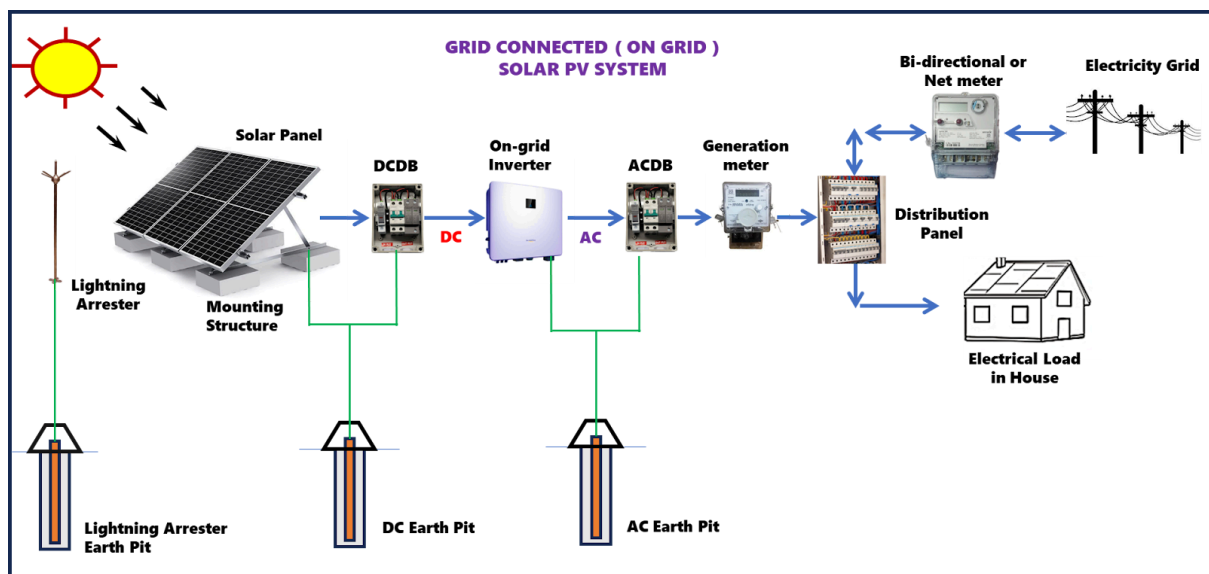 GRID CONNECTED ( ON GRID )
SOLAR PV SYSTEM
Bi-directional or
Net meter
Electricity Grid
Solar Panel
DCDB
On-grid
Inverter
ACDB
Generation
meter
DC
AC
Distribution
Panel
Lightning
Arrester
Mounting
Structure
Electrical Load
in House
Lightning Arrester
Earth Pit
DC Earth Pit
AC Earth Pit